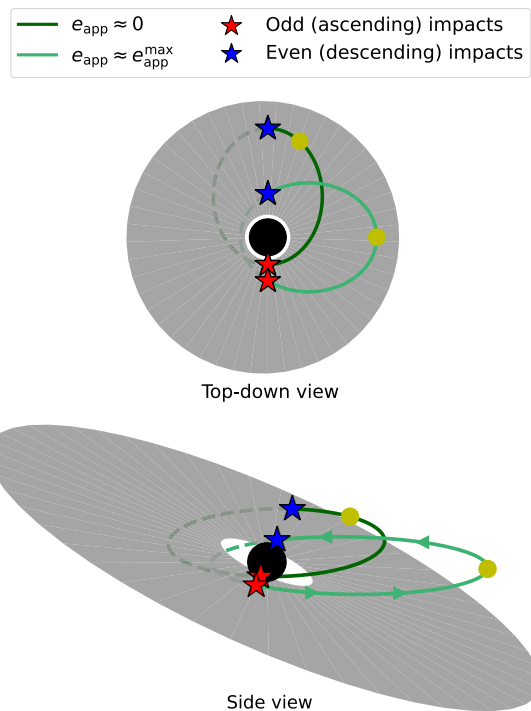 e_app ≈ 0
e_app ≈ e_app^max
Odd (ascending) impacts
Even (descending) impacts
Top-down view
Side view